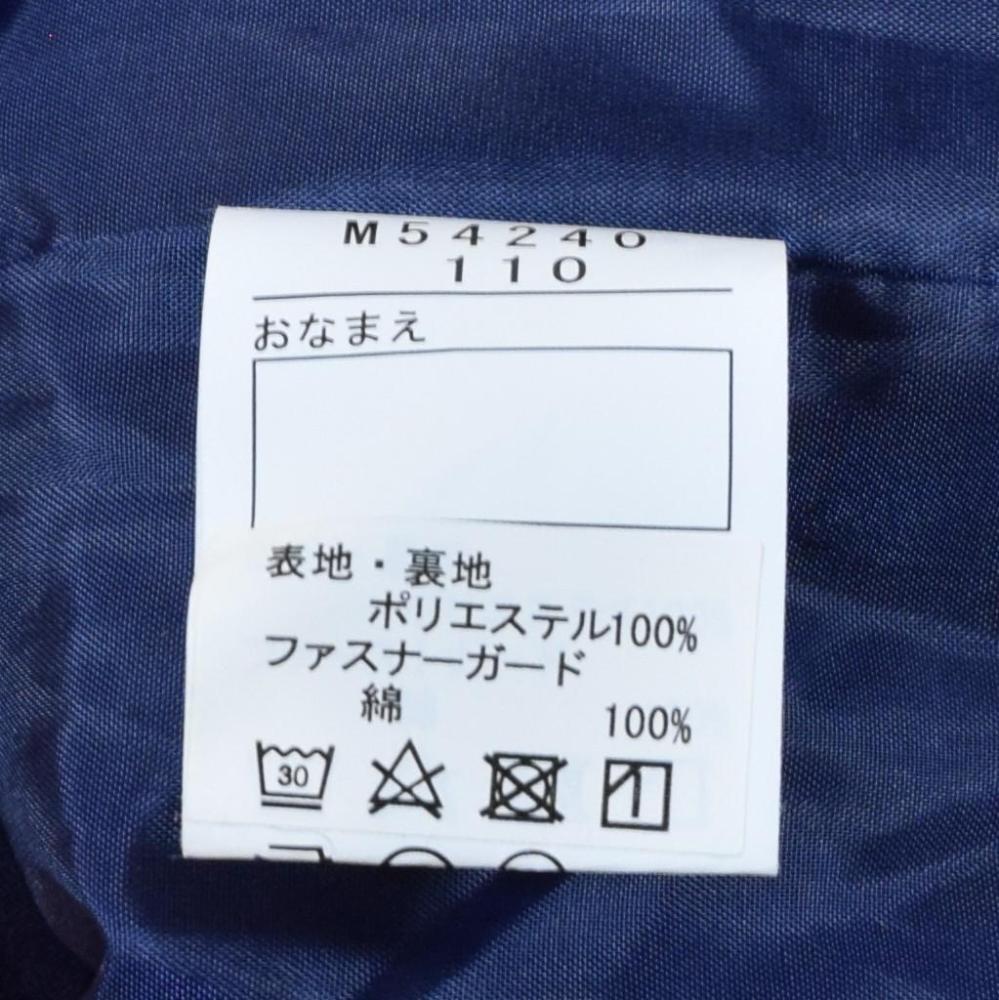 M54240
110
おなまえ
表地・裏地
ポリエステル100%
ファスナーガード
綿 100%
30